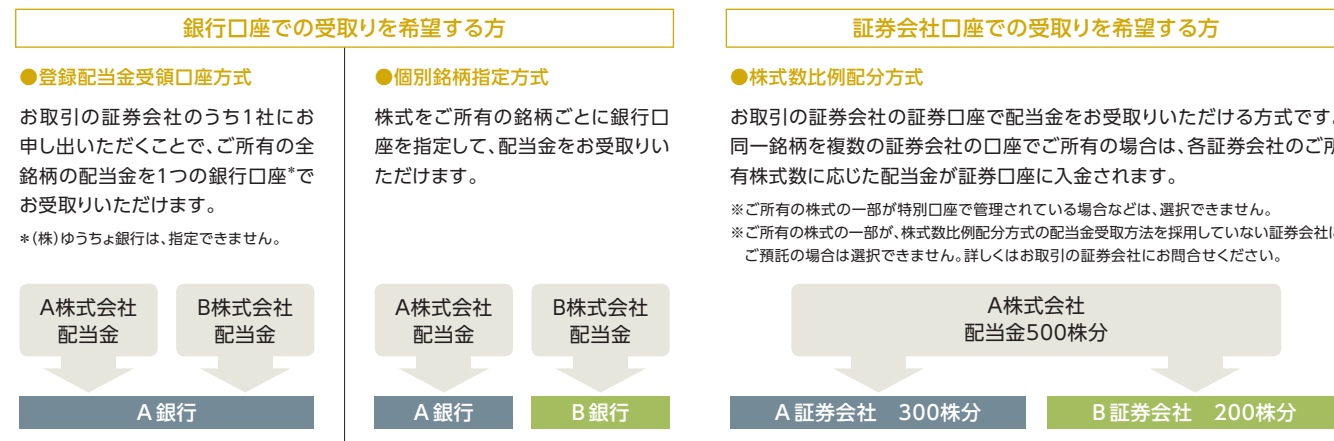 銀行口座での受取りを希望する方
●登録配当金受領口座方式
お取引の証券会社のうち1社にお
申し出いただくことで、ご所有の全
銘柄の配当金を1つの銀行口座*で
お受取りいただけます。
*(株)ゆうちょ銀行は、指定できません。
A株式会社
配当金
B株式会社
配当金
A銀行
●個別銘柄指定方式
株式をご所有の銘柄ごとに銀行口
座を指定して、配当金をお受取りい
ただけます。
A株式会社
配当金
B株式会社
配当金
A銀行
B銀行
証券会社口座での受取りを希望する方
●株式数比例配分方式
お取引の証券会社の証券口座で配当金をお受取りいただける方式です。
同一銘柄を複数の証券会社の口座でご所有の場合は、各証券会社のご所
有株式数に応じた配当金が証券口座に入金されます。
※ご所有の株式の一部が特別口座で管理されている場合などは、選択できません。
※ご所有の株式の一部が、株式数比例配分方式の配当金受取方法を採用していない証券会社に
ご預託の場合は選択できません。詳しくはお取引の証券会社にお問合せください。
A株式会社
配当金500株分
A証券会社 300株分
B証券会社 200株分